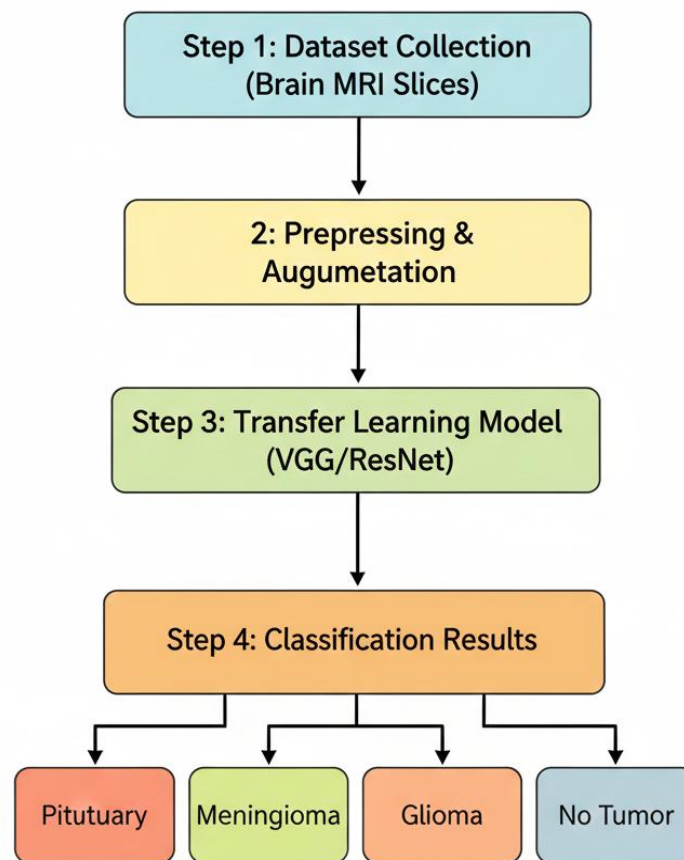 Step 1: Dataset Collection
(Brain MRI Slices)
2: Prepressing &
Augumetation
Step 3: Transfer Learning Model
(VGG/ResNet)
Step 4: Classification Results
Pitutuary
Meningioma
Glioma
No Tumor